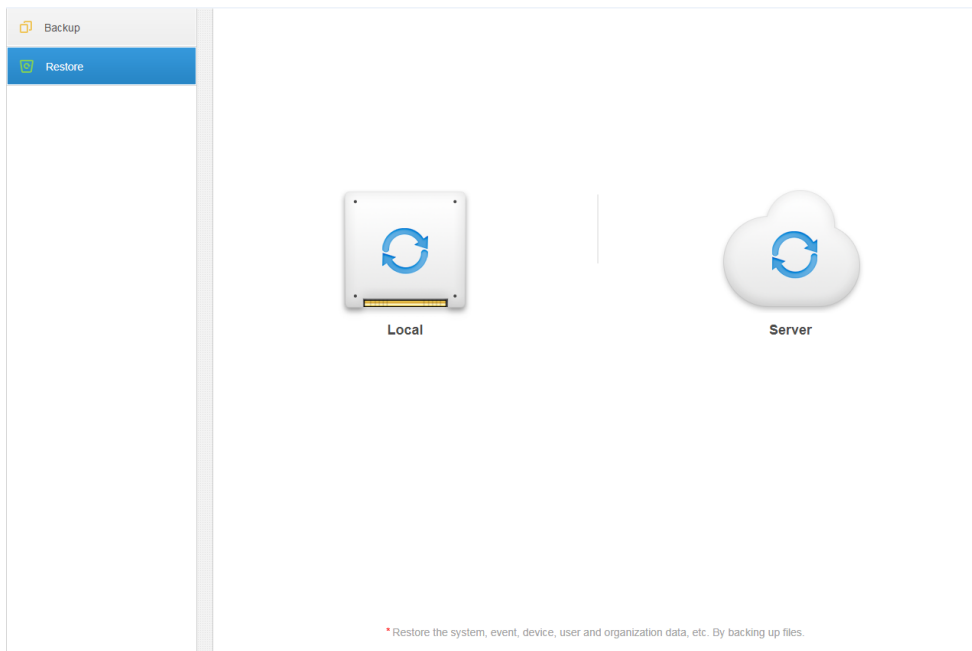 Backup
Restore
Local
Server
* Restore the system, event, device, user and organization data, etc. By backing up files.